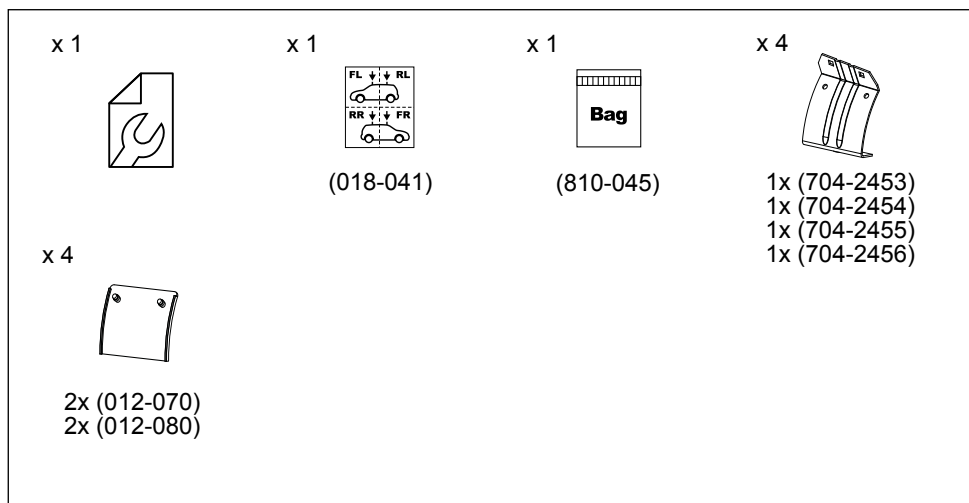 x 1
FL RL
RR FR
(018-041)
x 1
x 1
Bag
(810-045)
x 4
1x (704-2453)
1x (704-2454)
1x (704-2455)
1x (704-2456)
x 4
2x (012-070)
2x (012-080)